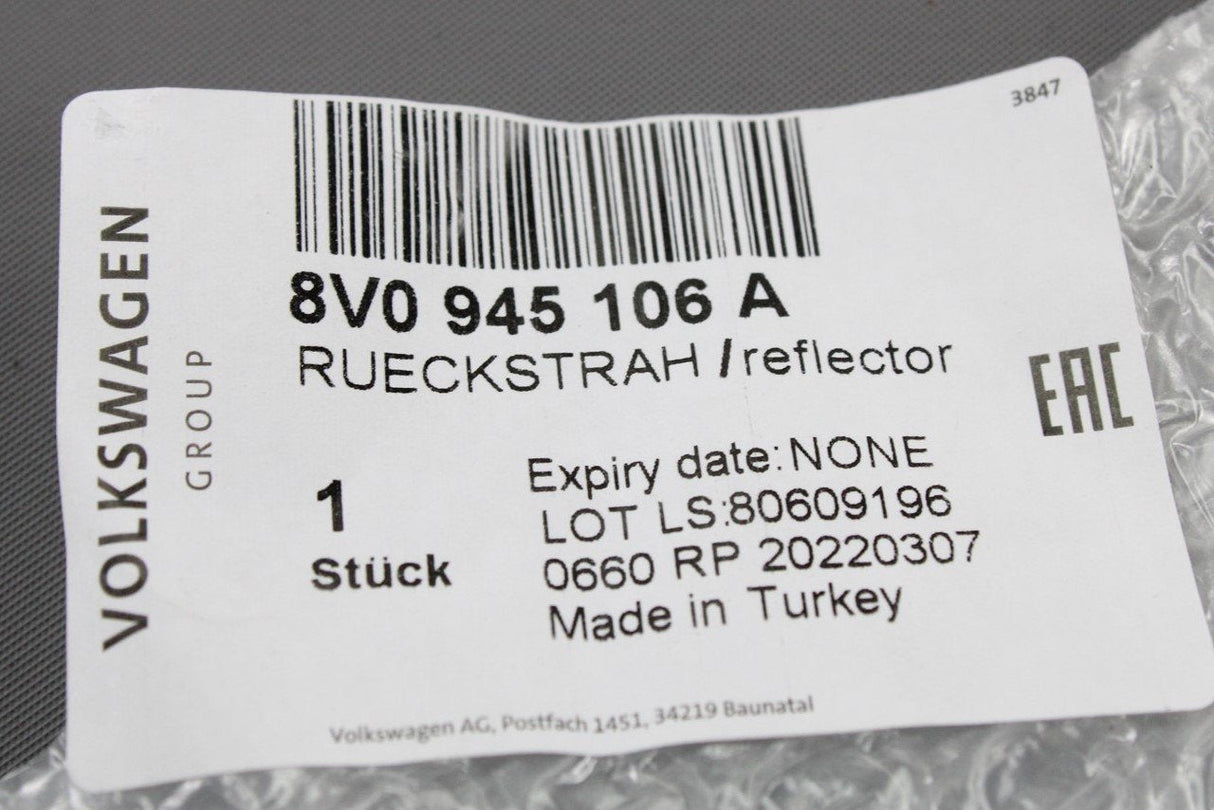 3847
VOLKSWAGEN
GROUP
8V0 945 106 A
RUECKSTRAH /reflector
EAC
1
Stück
Expiry date:NONE
LOT LS:80609196
0660 RP 20220307
Made in Turkey
Volkswagen AG, Postfach 1451, 34219 Baunatal